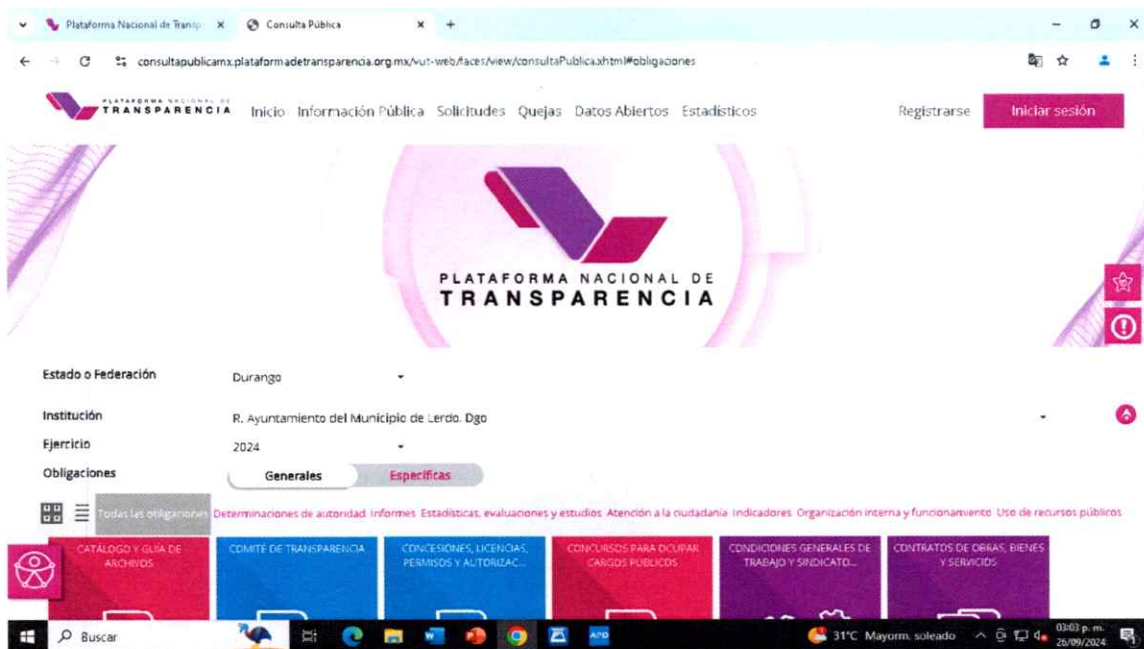 Plataforma Nacional de Transp
Consulta Pública
consultapublicamx.plataformadetransparencia.org.mx/vut-web/faces/view/consultaPublica.xhtml#obligaciones
PLATAFORMA NACIONAL DE
TRANSPARENCIA
Inicio Información Pública Solicitudes Quejas Datos Abiertos Estadísticos
Registrarse Iniciar sesión
PLATAFORMA NACIONAL DE
TRANSPARENCIA
Estado o Federación Durango
Institución R. Ayuntamiento del Municipio de Lerdo. Dgo
Ejercicio 2024
Obligaciones Generales Específicas
Todas las obligaciones Determinaciones de autoridad Informes Estadísticas, evaluaciones y estudios Atención a la ciudadanía Indicadores Organización interna y funcionamiento Uso de recursos públicos
CATÁLOGO Y GUIA DE
ARCHIVOS
COMITÉ DE TRANSPARENCIA
CONCESIONES, LICENCIAS,
PERMISOS Y AUTORIZAC...
CONCURSOS PARA OCUPAR
CARGOS PÚBLICOS
CONDICIONES GENERALES DE
TRABAJO Y SINDICATO...
CONTRATOS DE OBRAS, BIENES
Y SERVICIOS
Buscar
APD
31°C Mayorm. soleado
03:03 p. m.
26/09/2024